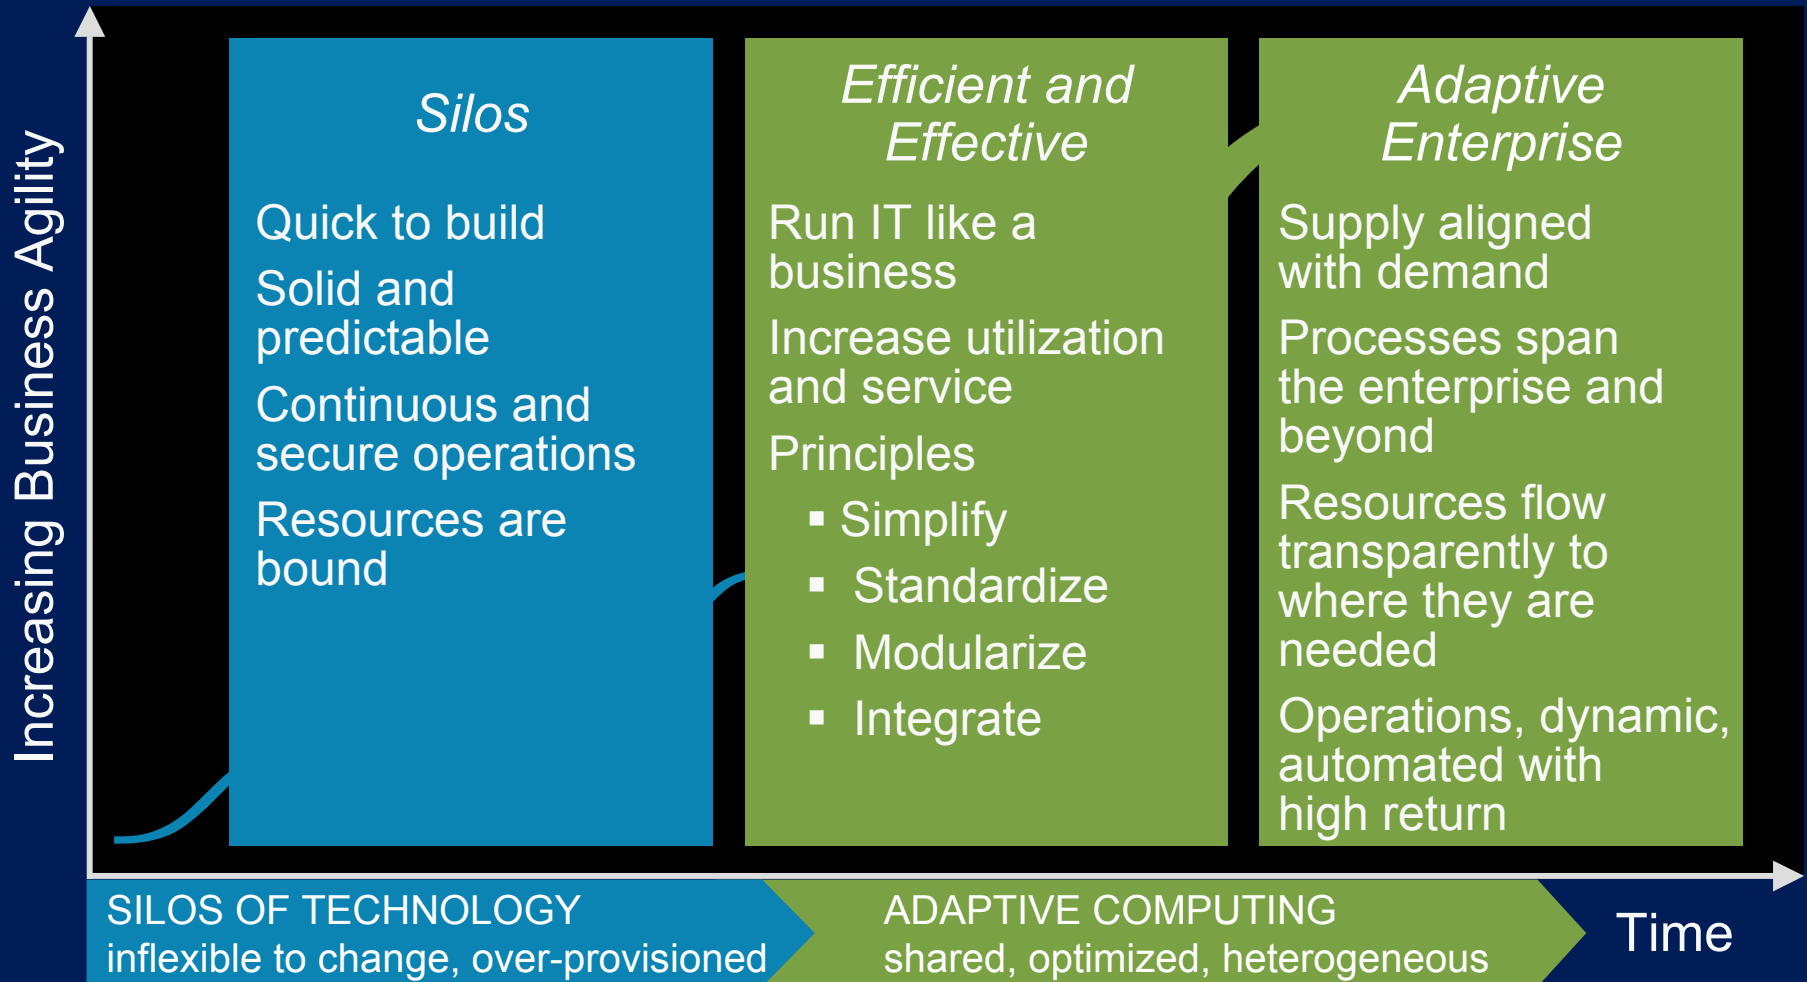 Increasing Business Agility
Silos
Quick to build
Solid and
predictable
Continuous and
secure operations
Resources are
bound
Efficient and
Effective
Run IT like a
business
Increase utilization
and service
Principles
▪ Simplify
▪ Standardize
▪ Modularize
▪ Integrate
Adaptive
Enterprise
Supply aligned
with demand
Processes span
the enterprise and
beyond
Resources flow
transparently to
where they are
needed
Operations, dynamic,
automated with
high return
SILOS OF TECHNOLOGY
inflexible to change, over-provisioned
ADAPTIVE COMPUTING
shared, optimized, heterogeneous
Time